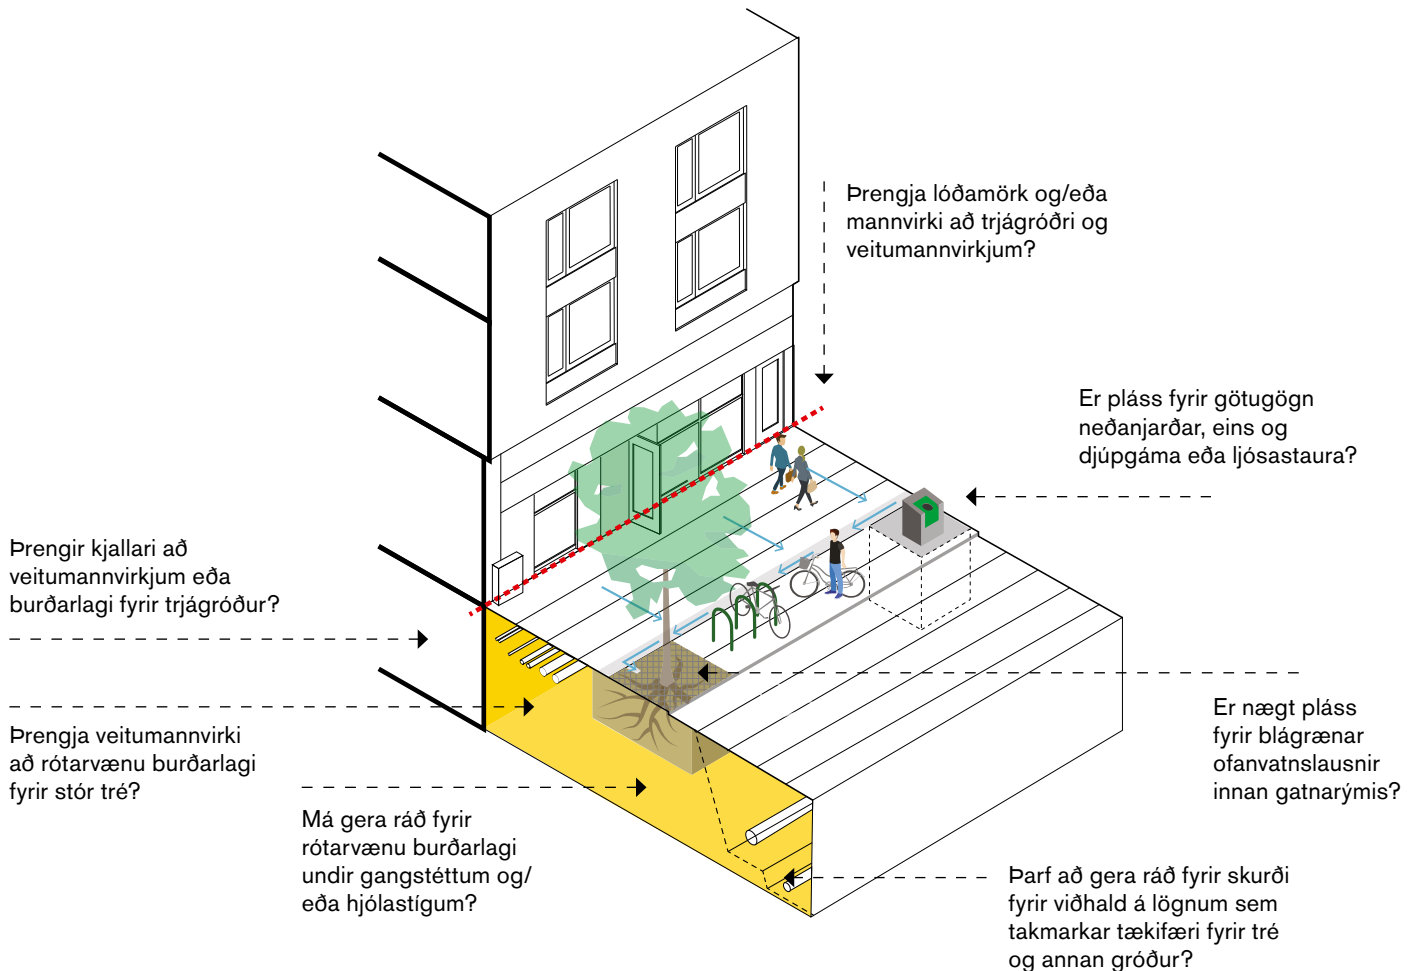 Þrengja lóðamörk og/eða
mannvirki að trjágróðri og
veitumannvirkjum?
Er pláss fyrir götugögn
neðanjarðar, eins og
djúpgáma eða ljósastaura?
Þrengir kjallari að
veitumannvirkjum eða
burðarlagi fyrir trjágróður?
Þrengja veitumannvirki
að rótarvænu burðarlagi
fyrir stór tré?
Má gera ráð fyrir
rótarvænu burðarlagi
undir gangstéttum og/
eða hjólastígum?
Er nægt pláss
fyrir blágrænar
ofanvatnslausnir
innan gatnarýmis?
Þarf að gera ráð fyrir skurði
fyrir viðhald á lögnum sem
takmarkar tækifæri fyrir tré
og annan gróður?